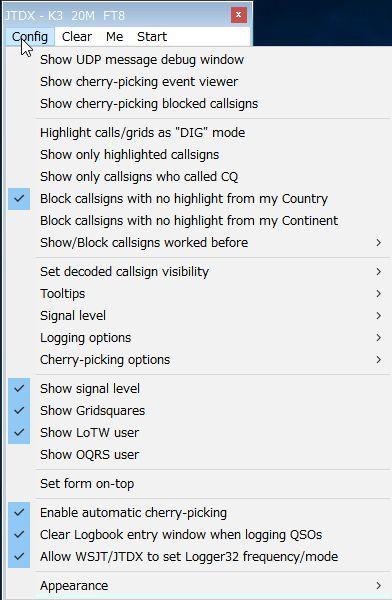 JTDX - K3 20M FT8
Config Clear Me Start
Show UDP message debug window
Show cherry-picking event viewer
Show cherry-picking blocked callsigns
Highlight calls/grids as "DIG" mode
Show only highlighted callsigns
Show only callsigns who called CQ
Block callsigns with no highlight from my Country
Block callsigns with no highlight from my Continent
Show/Block callsigns worked before
Set decoded callsign visibility
Tooltips
Signal level
Logging options
Cherry-picking options
Show signal level
Show Gridsquares
Show LoTW user
Show OQRS user
Set form on-top
Enable automatic cherry-picking
Clear Logbook entry window when logging QSOs
Allow WSJT/JTDX to set Logger32 frequency/mode
Appearance